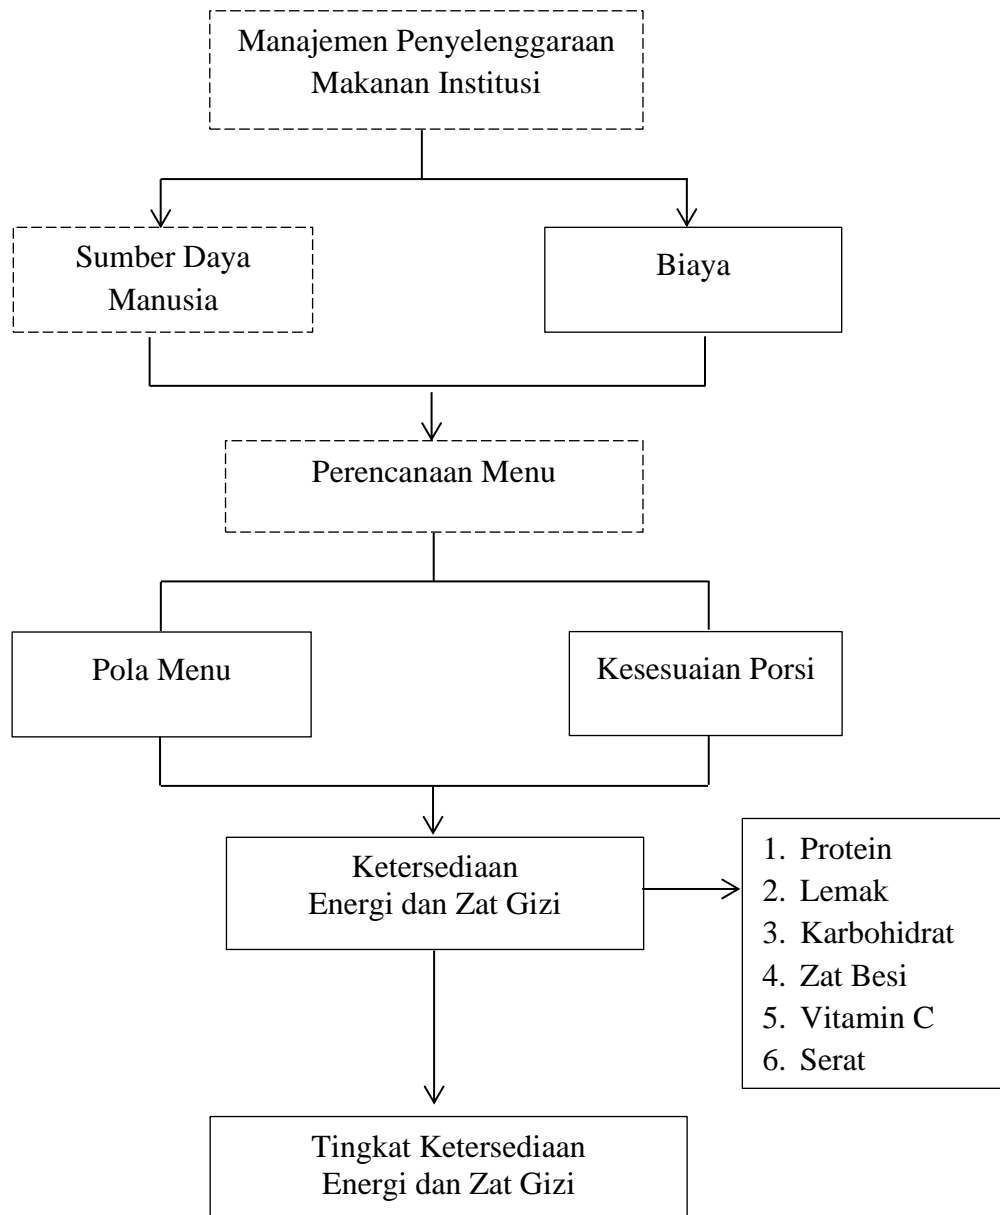 Manajemen Penyelenggaraan
Makanan Institusi
Sumber Daya
Manusia
Biaya
Perencanaan Menu
Pola Menu
Kesesuaian Porsi
Ketersediaan
Energi dan Zat Gizi
1. Protein
2. Lemak
3. Karbohidrat
4. Zat Besi
5. Vitamin C
6. Serat
Tingkat Ketersediaan
Energi dan Zat Gizi